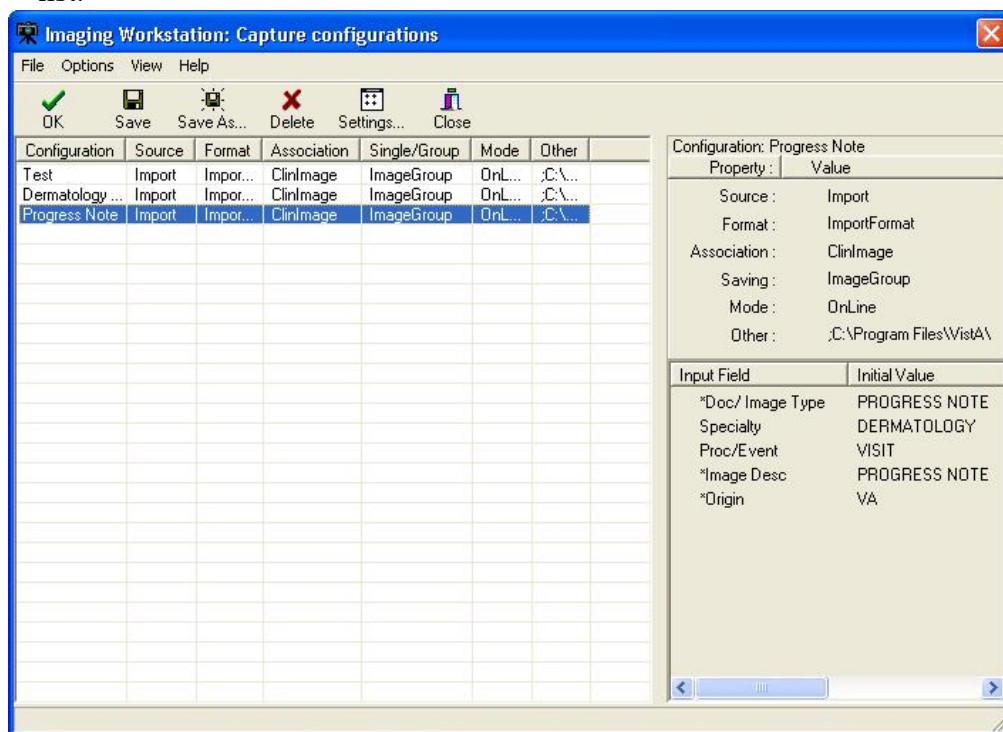 Imaging Workstation: Capture configurations
File Options View Help
OK Save Save As... Delete Settings... Close
Configuration Source Format Association Single/Group Mode Other
Test Import Impor... ClinImage ImageGroup OnL... ;C:\...
Dermatology ... Import Impor... ClinImage ImageGroup OnL... ;C:\...
Progress Note Import Impor... ClinImage ImageGroup OnL... ;C:\...
Configuration: Progress Note
Property : Value
Source : Import
Format : ImportFormat
Association : ClinImage
Saving : ImageGroup
Mode : OnLine
Other : ;C:\Program Files\VistA\
Input Field Initial Value
*Doc/ Image Type PROGRESS NOTE
Specialty DERMATOLOGY
Proc/Event VISIT
*Image Desc PROGRESS NOTE
*Origin VA